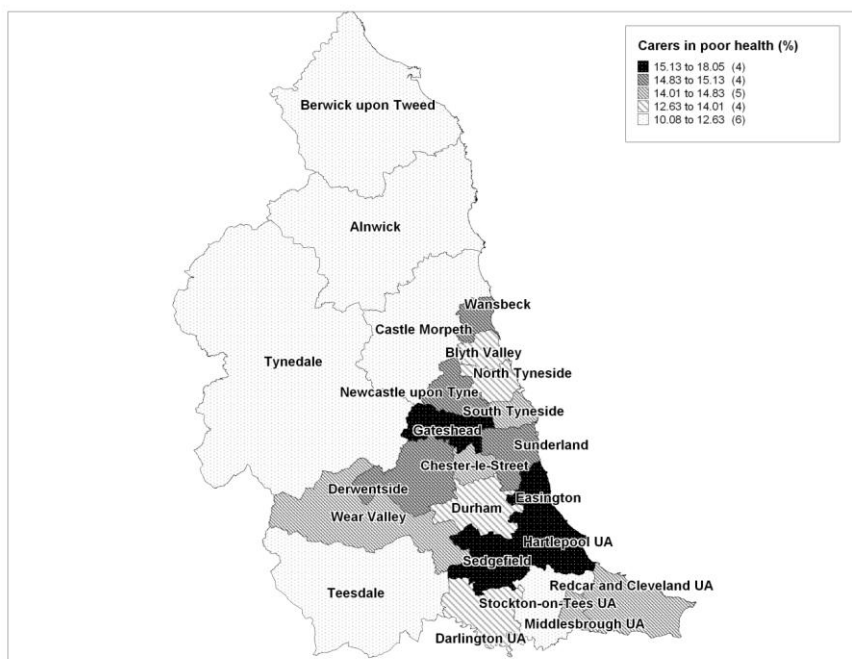 Carers in poor health (%)
15.13 to 18.05 (4)
14.83 to 15.13 (4)
14.01 to 14.83 (5)
12.63 to 14.01 (4)
10.08 to 12.63 (6)
Berwick upon Tweed
Alnwick
Wansbeck
Castle Morpeth
Blyth Valley
Tynedale
North Tyneside
Newcastle upon Tyne
South Tyneside
Gateshead
Sunderland
Chester-le-Street
Derwentside
Easington
Durham
Wear Valley
Hartlepool UA
Sedgefield
Redcar and Cleveland UA
Teesdale
Stockton-on-Tees UA
Middlesbrough UA
Darlington UA